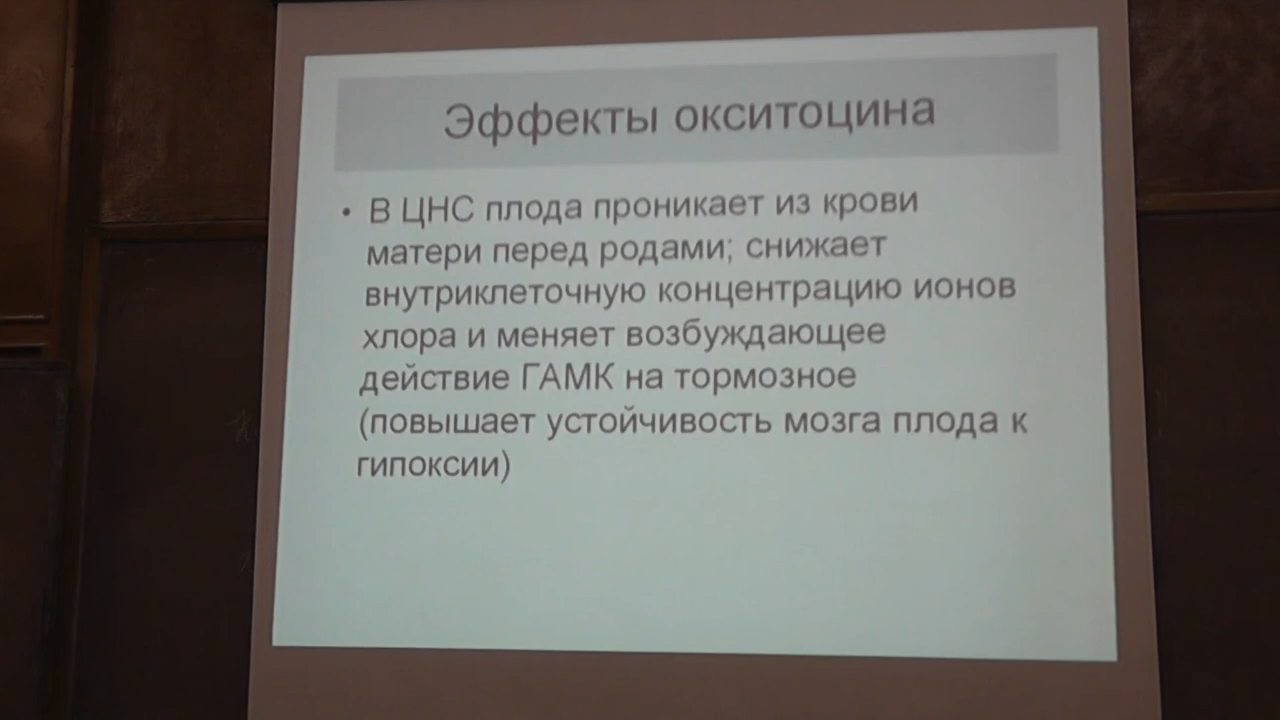 Эффекты окситоцина
• В ЦНС плода проникает из крови
матери перед родами; снижает
внутриклеточную концентрацию ионов
хлора и меняет возбуждающее
действие ГАМК на тормозное
(повышает устойчивость мозга плода к
гипоксии)